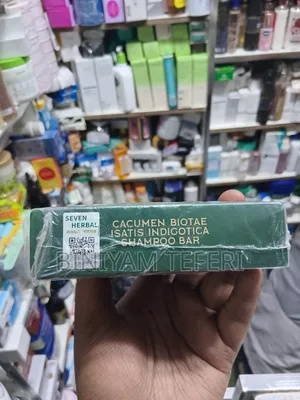 SEVEN
HERBAL
CACUMEN BIOTAE
ISATIS INDIGOTICA
SHAMPOO BAR
BINIYAM TEFERI